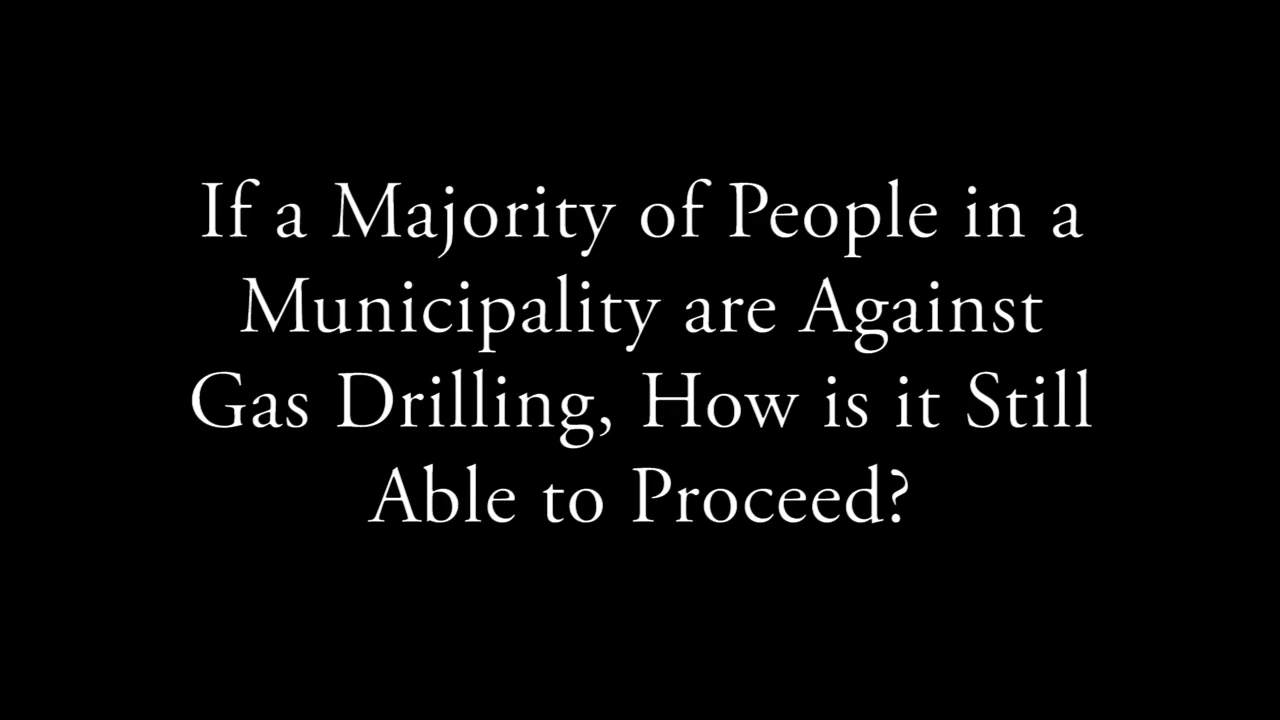 If a Majority of People in a
Municipality are Against
Gas Drilling, How is it Still
Able to Proceed?